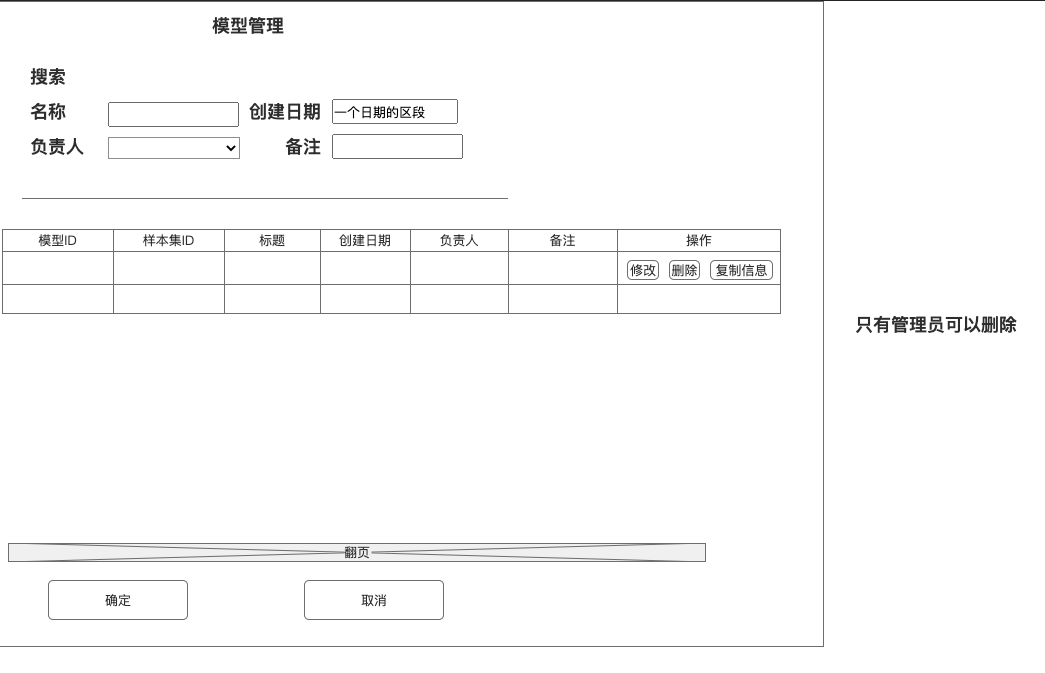 模型管理
搜索
名称 创建日期 一个日期的区段
负责人 备注
模型ID 样本集ID 标题 创建日期 负责人 备注 操作
修改 删除 复制信息
只有管理员可以删除
翻页
确定 取消